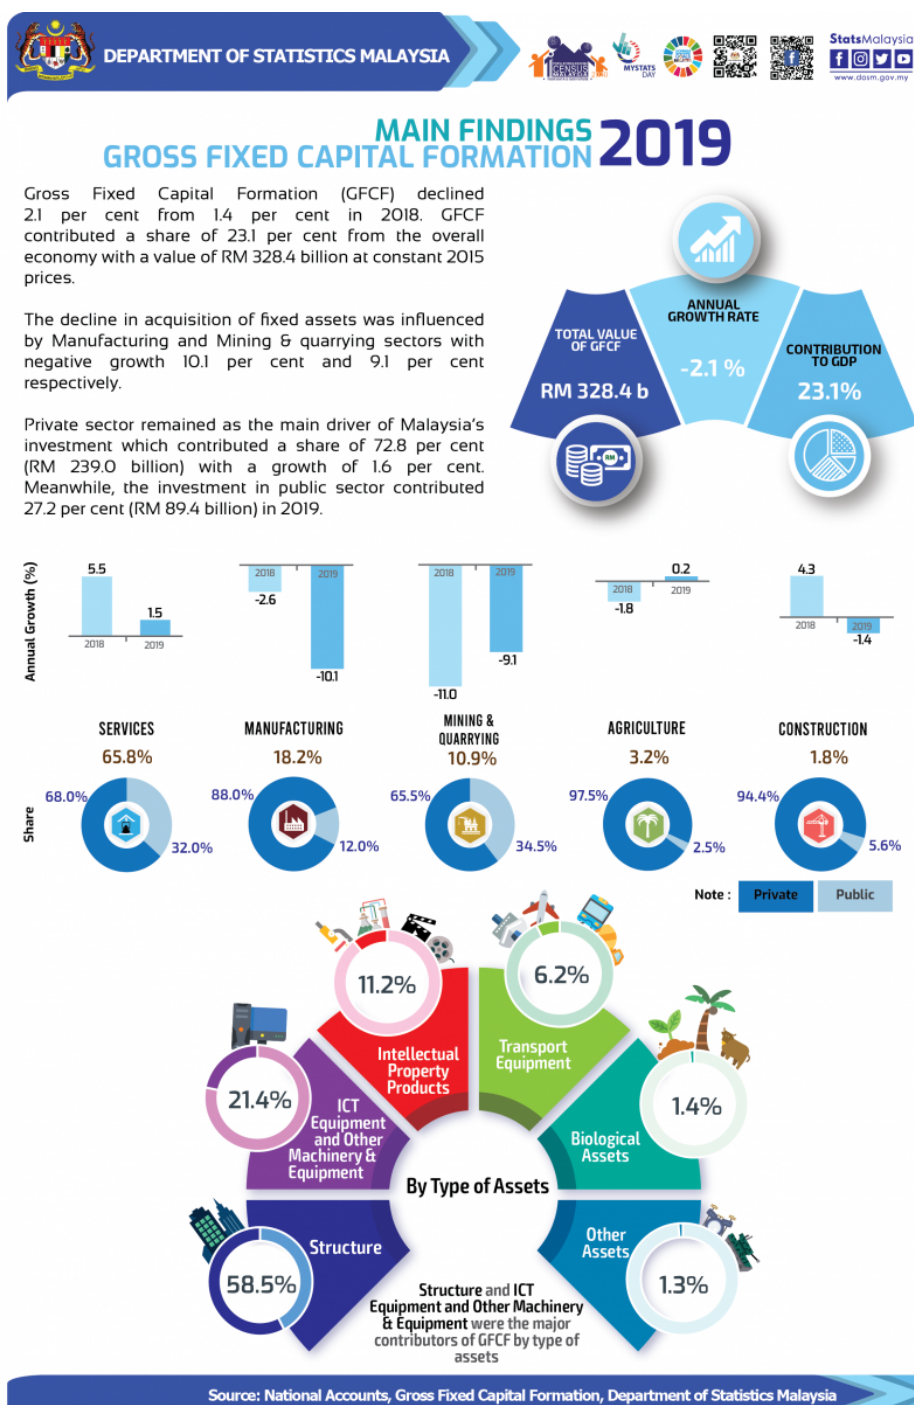 DEPARTMENT OF STATISTICS MALAYSIA
CENSUS
MYSTATS
DAY
StatsMalaysia
www.dosm.gov.my
MAIN FINDINGS
GROSS FIXED CAPITAL FORMATION 2019
Gross Fixed Capital Formation (GFCF) declined
2.1 per cent from 1.4 per cent in 2018. GFCF
contributed a share of 23.1 per cent from the overall
economy with a value of RM 328.4 billion at constant 2015
prices.
The decline in acquisition of fixed assets was influenced
by Manufacturing and Mining & quarrying sectors with
negative growth 10.1 per cent and 9.1 per cent
respectively.
Private sector remained as the main driver of Malaysia's
investment which contributed a share of 72.8 per cent
(RM 239.0 billion) with a growth of 1.6 per cent.
Meanwhile, the investment in public sector contributed
27.2 per cent (RM 89.4 billion) in 2019.
TOTAL VALUE
OF GFCF
RM 328.4 b
RM
ANNUAL
GROWTH RATE
-2.1 %
CONTRIBUTION
TO GDP
23.1%
Annual Growth (%)
5.5
1.5
2018
2019
2018
2019
-2.6
-10.1
2018
2019
-11.0
-9.1
0.2
2018
2019
-1.8
4.3
2018
2019
-1.4
SERVICES
65.8%
MANUFACTURING
18.2%
MINING &
QUARRYING
10.9%
AGRICULTURE
3.2%
CONSTRUCTION
1.8%
Share
68.0%
32.0%
88.0%
12.0%
65.5%
34.5%
97.5%
2.5%
94.4%
5.6%
Note :
Private
Public
11.2%
Intellectual
Property
Products
6.2%
Transport
Equipment
21.4%
ICT
Equipment
and Other
Machinery &
Equipment
1.4%
Biological
Assets
By Type of Assets
58.5%
Structure
Other
Assets
1.3%
Structure and ICT
Equipment and Other Machinery
& Equipment were the major
contributors of GFCF by type of
assets
Source: National Accounts, Gross Fixed Capital Formation, Department of Statistics Malaysia